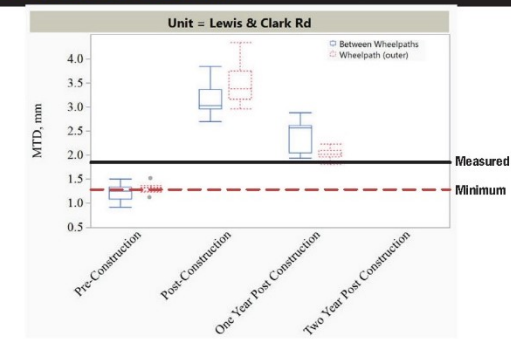 Unit = Lewis & Clark Rd
Between Wheelpaths
Wheelpath (outer)
MTD, mm
4.0
3.5
3.0
2.5
2.0
1.5
1.0
0.5
Measured
Minimum
Pre-Construction
Post-Construction
One Year Post Construction
Two Year Post Construction